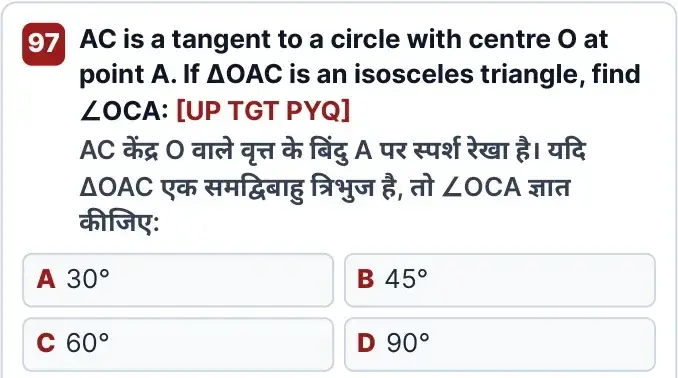 97 AC is a tangent to a circle with centre O at
point A. If ΔOAC is an isosceles triangle, find
∠OCA: [UP TGT PYQ]
AC केंद्र O वाले वृत्त के बिंदु A पर स्पर्श रेखा है। यदि
ΔOAC एक समद्विबाहु त्रिभुज है, तो ∠OCA ज्ञात
कीजिए:
A 30°
B 45°
C 60°
D 90°